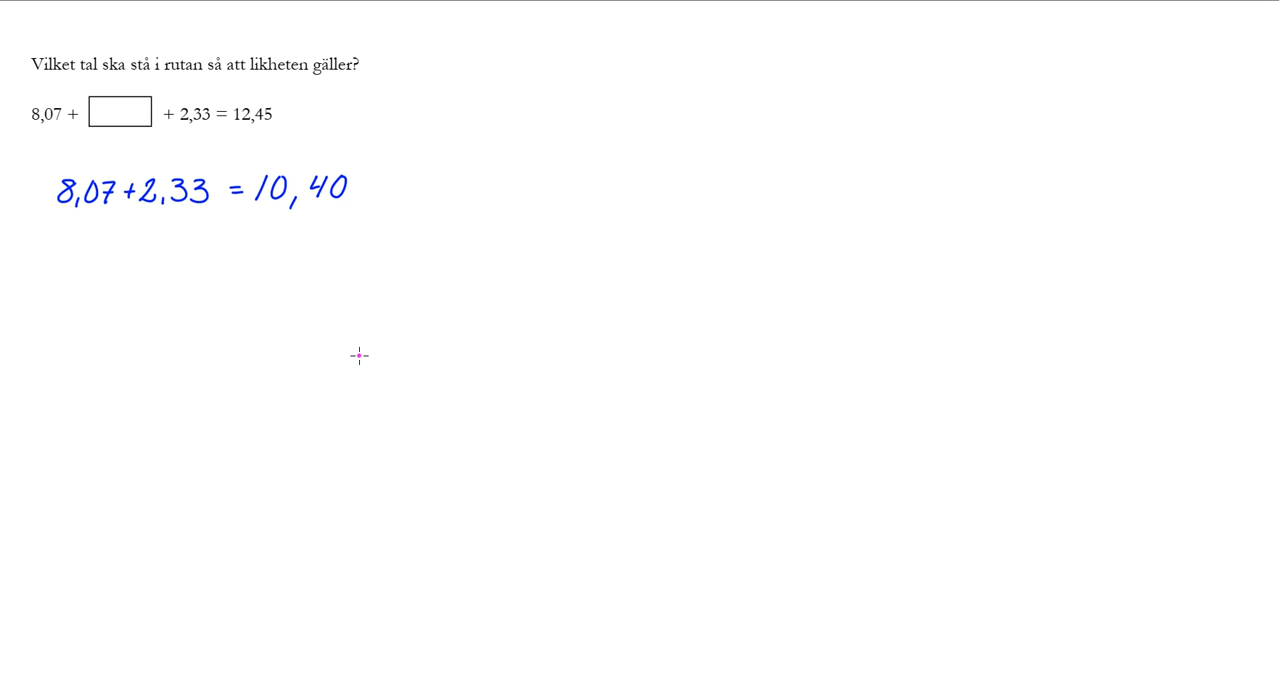 Vilket tal ska stå i rutan så att likheten gäller?
8,07 + + 2,33 = 12,45
8,07+2,33 = 10,40